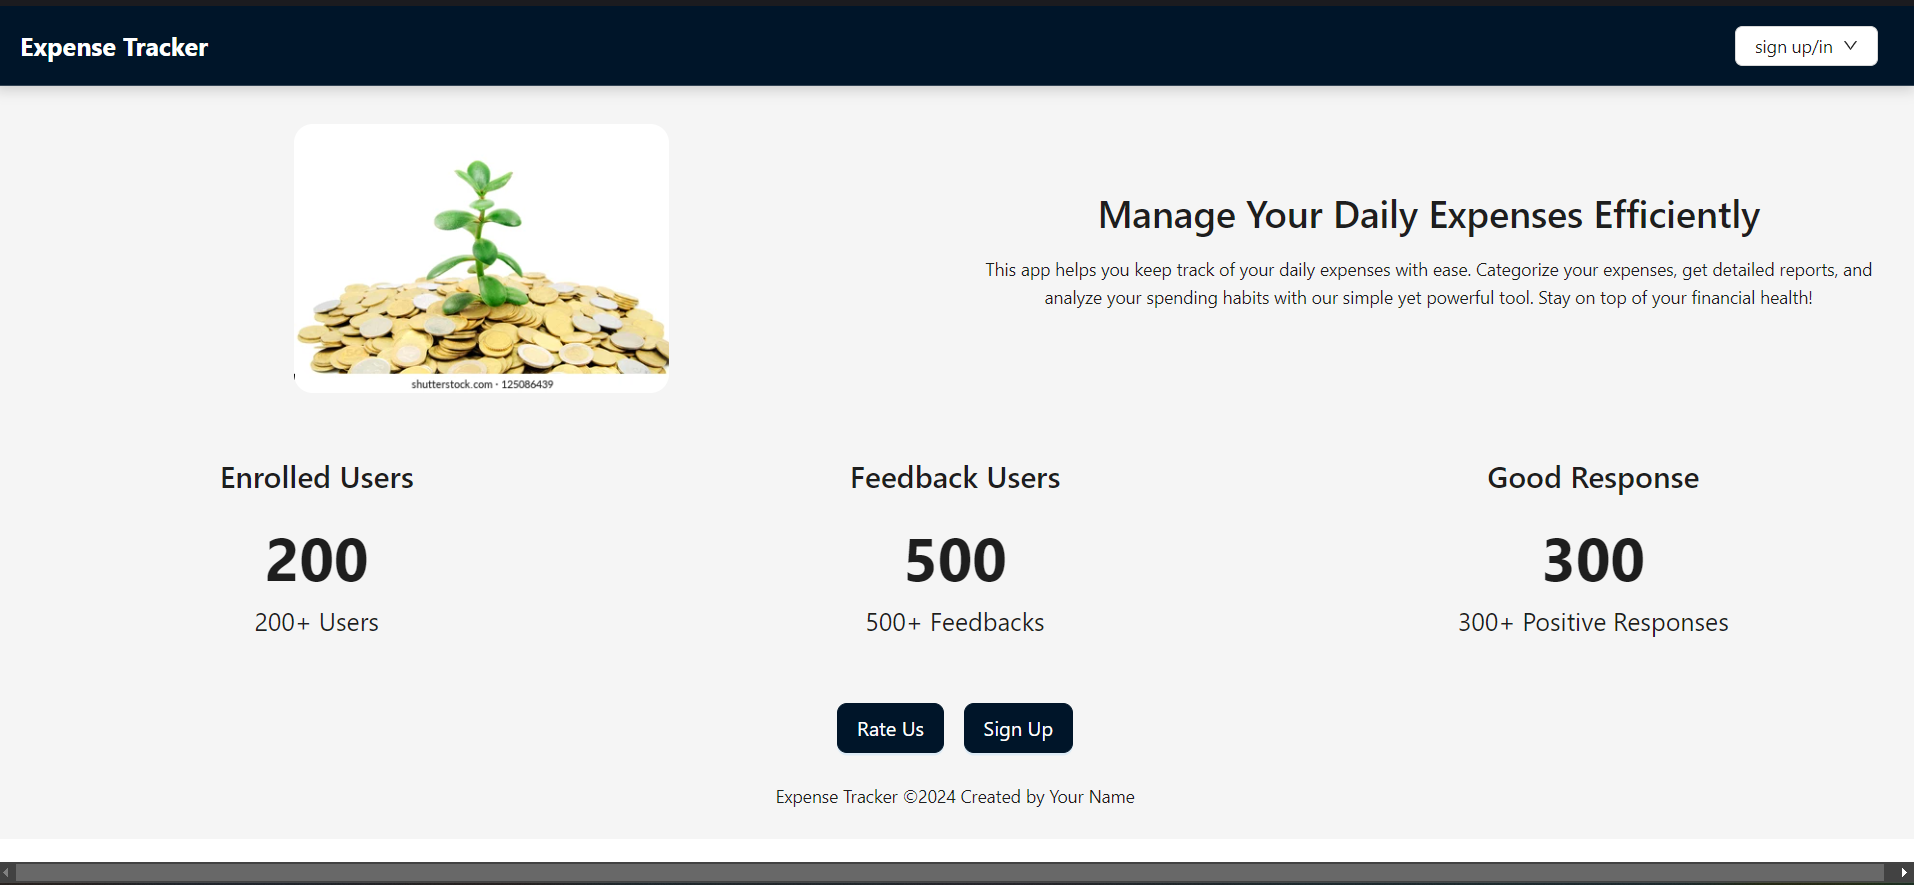 Expense Tracker
sign up/in
Manage Your Daily Expenses Efficiently
This app helps you keep track of your daily expenses with ease. Categorize your expenses, get detailed reports, and
analyze your spending habits with our simple yet powerful tool. Stay on top of your financial health!
shutterstock.com · 125086439
Enrolled Users
200
200+ Users
Feedback Users
500
500+ Feedbacks
Good Response
300
300+ Positive Responses
Rate Us
Sign Up
Expense Tracker ©2024 Created by Your Name